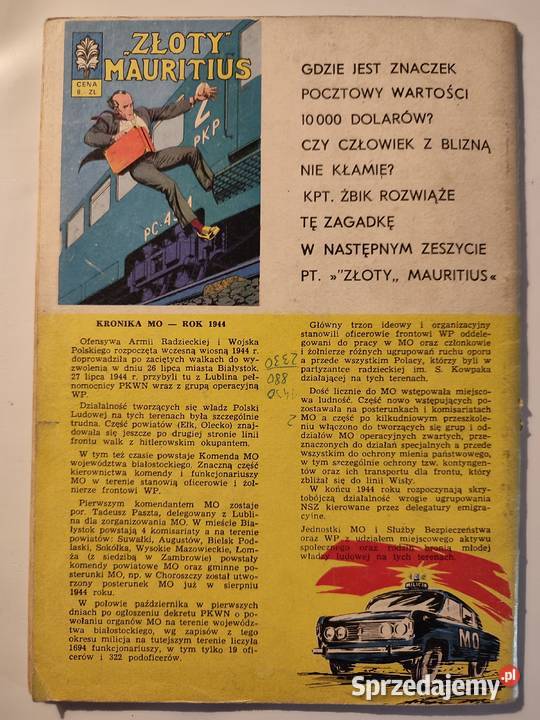 „ZŁOTY"
MAURITIUS
CENA
8. ZŁ
PKP
GDZIE JEST ZNACZEK
POCZTOWY WARTOŚCI
10 000 DOLARÓW?
CZY CZŁOWIEK Z BLIZNĄ
NIE KŁAMIĘ?
KPT. ŻBIK ROZWIĄŻE
TĘ ZAGADKĘ
W NASTĘPNYM ZESZYCIE
PT. »"ZŁOTY„ MAURITIUS«
KRONIKA MO — ROK 1944
Ofensywa Armii Radzieckiej i Wojska
Polskiego rozpoczęta wczesną wiosną 1944 r.
doprowadziła po zaciętych walkach do wy-
zwolenia w dniu 26 lipca miasta Białystok.
27 lipca 1944 r. przybyli tu z Lublina peł-
nomocnicy PKWN wraz z grupą operacyjną
WP.
Działalność tworzących się władz Polski
Ludowej na tych terenach była szczególnie
trudna. Część powiatów (Ełk, Olecko) znaj-
dowała się jeszcze po drugiej stronie linii
frontu walk z hitlerowskim okupantem.
W tym też czasie powstaje Komenda MO
województwa białostockiego. Znaczną część
kierownictwa komendy i funkcjonariuszy
MO w terenie stanowią oficerowie i żoł-
nierze frontowi WP.
Pierwszym komendantem MO zostaje
por. Tadeusz Paszta, delegowany z Lubli-
na dla zorganizowania MO. W mieście Bia-
łystok powstają 4 komisariaty a na terenie
powiatów: Suwałki, Augustów, Bielsk Pod-
laski, Sokółka, Wysokie Mazowieckie, Łom-
ża (z siedzibą w Zambrowie) powstały
komendy powiatowe MO oraz gminne po-
sterunki MO, np. w Choroszczy został utwo-
rzony posterunek MO już w sierpniu
1944 roku.
W połowie października w pierwszych
dniach po ogłoszeniu dekretu PKWN o po-
wołaniu organów MO na terenie wojewódz-
twa białostockiego, wg zapisów z tego
okresu milicja na tutejszym terenie liczyła
1694 funkcjonariuszy, w tym tylko 19 ofi-
cerów i 322 podoficerów.
Główny trzon ideowy i organizacyjny
stanowili oficerowie frontowi WP oddele-
gowani do pracy w MO oraz członkowie
i żołnierze różnych ugrupowań ruchu oporu
a przede wszystkim Polacy, którzy byli w
partyzantce radzieckiej im. S. Kowpaka
działającej na tych terenach.
Dość licznie do MO wstępowała miejsco-
wa ludność. Część nowo wstępujących po-
zostawała na posterunkach i komisariatach
MO a część po kilkudniowym przeszkole-
niu włączono do tworzących się grup i od-
działów MO operacyjnych zwartych, prze-
znaczonych do działań specjalnych a przede
wszystkim do ochrony mienia państwowego,
w tym szczególnie ochrony tzw. kontyngen-
tów oraz ich transportu dla frontu, który
zbliżał się do linii Wisły.
W końcu 1944 roku rozpoczynają skry-
tobójczą działalność wrogie ugrupowania
NSZ kierowane przez delegatury emigra-
cyjne.
Jednostki MO i Służby Bezpieczeństwa
oraz WP z udziałem miejscowego aktywu
społecznego oraz rodzin bronią młodej
władzy ludowej na tych terenach.
2330
880
MILICJA
MO
Sprzedajemy.pl